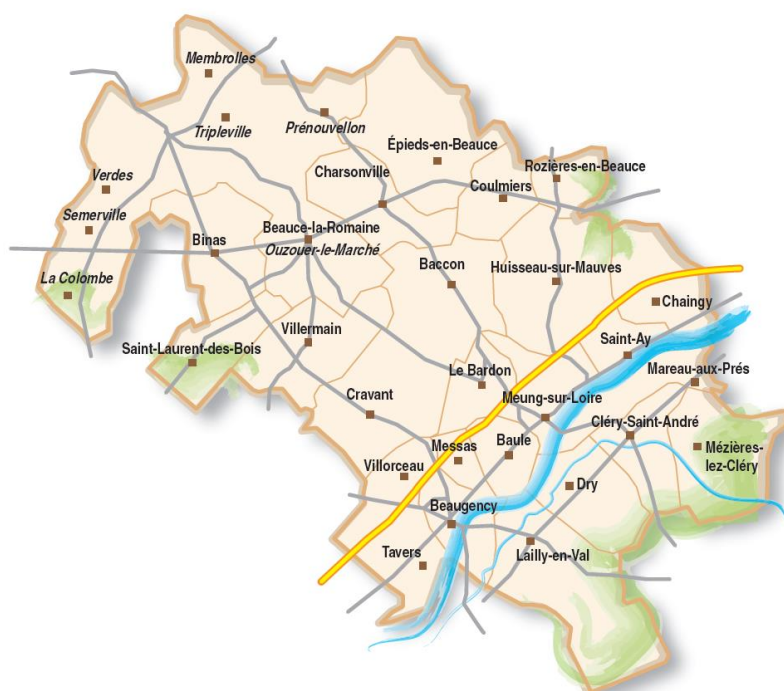 Membrolles
Tripleville
Prénouvellon
Épieds-en-Beauce
Rozières-en-Beauce
Verdes
Charsonville
Coulmiers
Semerville
Binas
Beauce-la-Romaine
Ouzouer-le-Marché
Baccon
Huisseau-sur-Mauves
La Colombe
Chaingy
Saint-Laurent-des-Bois
Villermain
Saint-Ay
Le Bardon
Mareau-aux-Prés
Cravant
Meung-sur-Loire
Cléry-Saint-André
Messas
Baule
Mézières-
lez-Cléry
Villorceau
Dry
Beaugency
Tavers
Lailly-en-Val